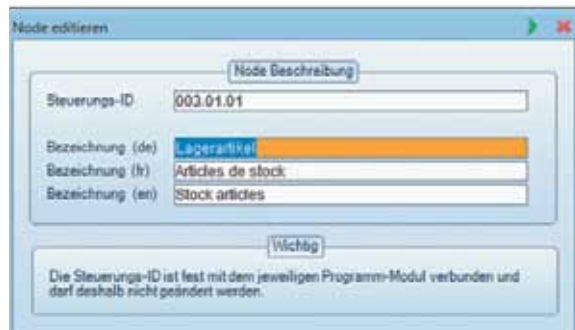 Node editieren
Node Beschreibung
Steuerungs-ID 003.01.01
Bezeichnung (de) Lagerartikel
Bezeichnung (fr) Articles de stock
Bezeichnung (en) Stock articles
Wichtig
Die Steuerungs-ID ist fest mit dem jeweiligen Programm-Modul verbunden und
darf deshalb nicht geändert werden.